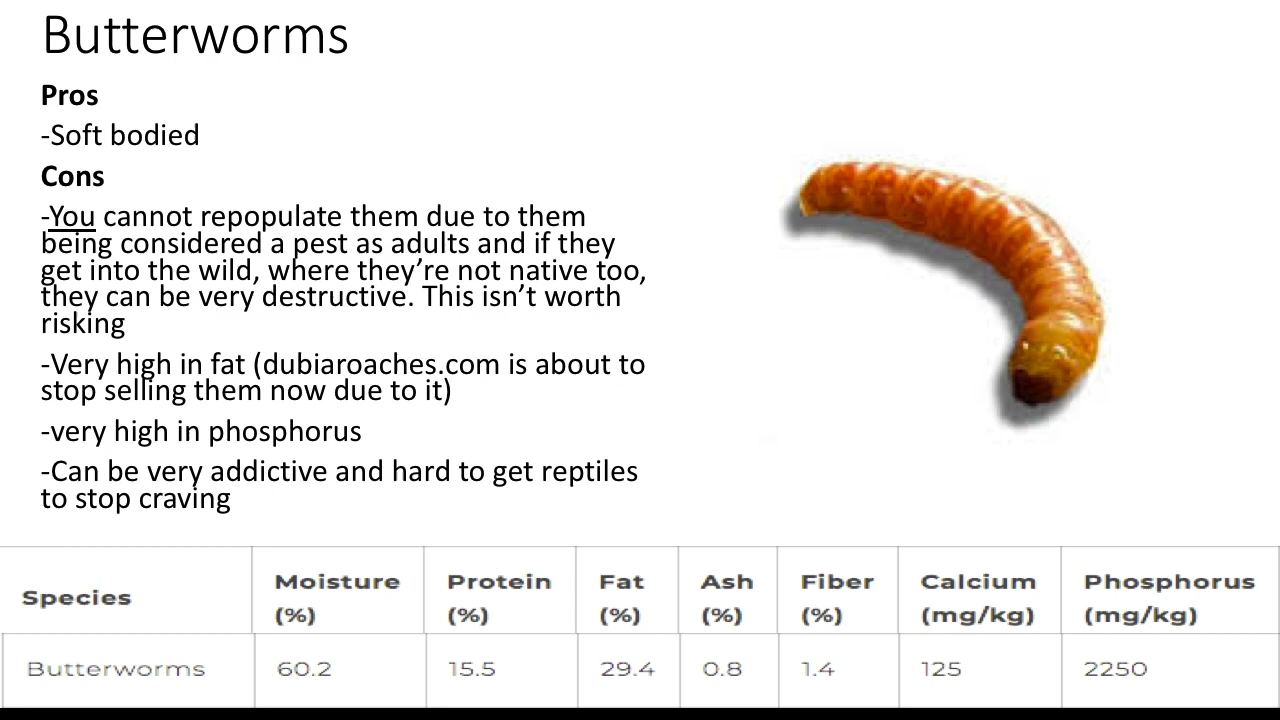 Butterworms
Pros
-Soft bodied
Cons
-You cannot repopulate them due to them
being considered a pest as adults and if they
get into the wild, where they’re not native too,
they can be very destructive. This isn’t worth
risking
-Very high in fat (dubiaroaches.com is about to
stop selling them now due to it)
-very high in phosphorus
-Can be very addictive and hard to get reptiles
to stop craving
Species Moisture (%) Protein (%) Fat (%) Ash (%) Fiber (%) Calcium (mg/kg) Phosphorus (mg/kg)
Butterworms 60.2 15.5 29.4 0.8 1.4 125 2250